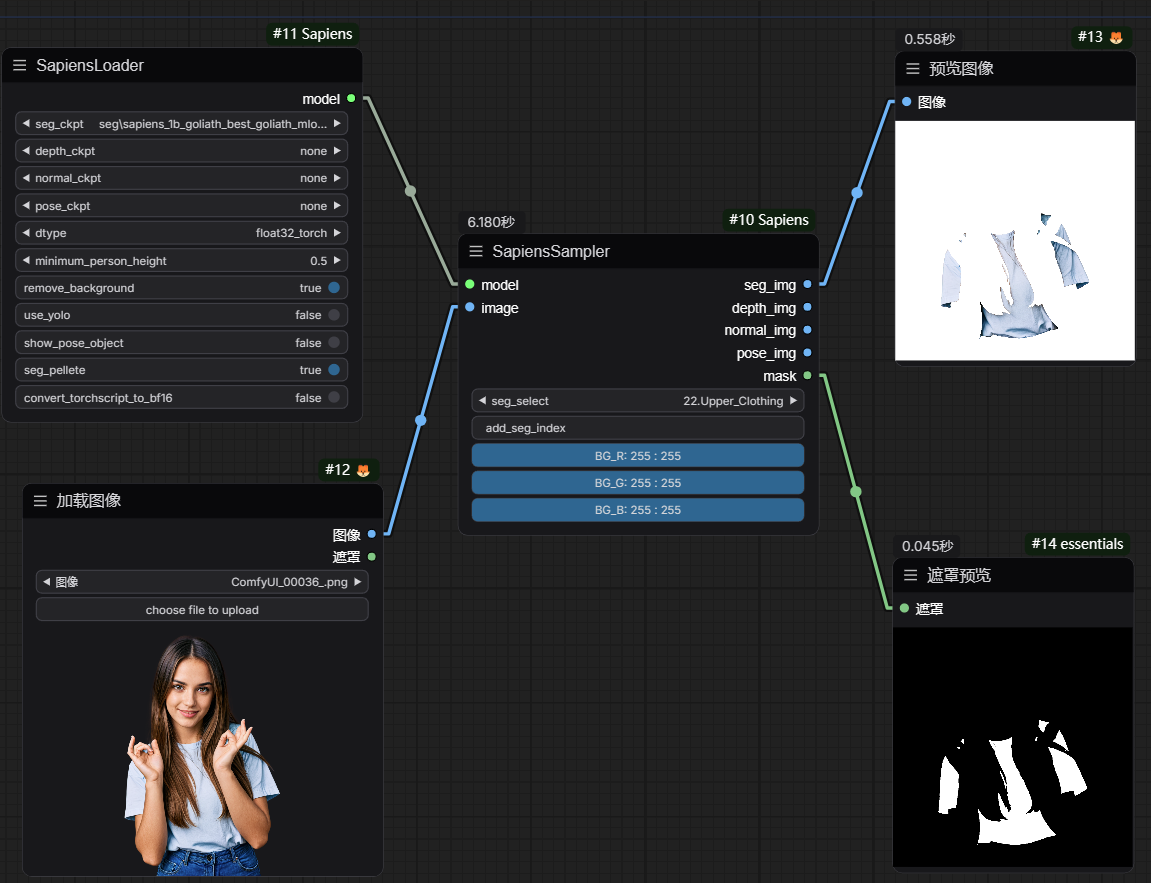 #11 Sapiens
SapiensLoader
model
seg_ckpt seg\sapiens_1b_goliath_best_goliath_mIo...
depth_ckpt none
normal_ckpt none
pose_ckpt none
dtype float32_torch
minimum_person_height 0.5
remove_background true
use_yolo false
show_pose_object false
seg_pellete true
convert_torchscript_to_bf16 false
#12
加载图像
图像
遮罩
图像 ComfyUI_00036_.png
choose file to upload
6.180秒
#10 Sapiens
SapiensSampler
model seg_img
image depth_img
normal_img
pose_img
mask
seg_select 22.Upper_Clothing
add_seg_index
BG_R: 255 : 255
BG_G: 255 : 255
BG_B: 255 : 255
0.558秒
#13
预览图像
图像
0.045秒
#14 essentials
遮罩预览
遮罩